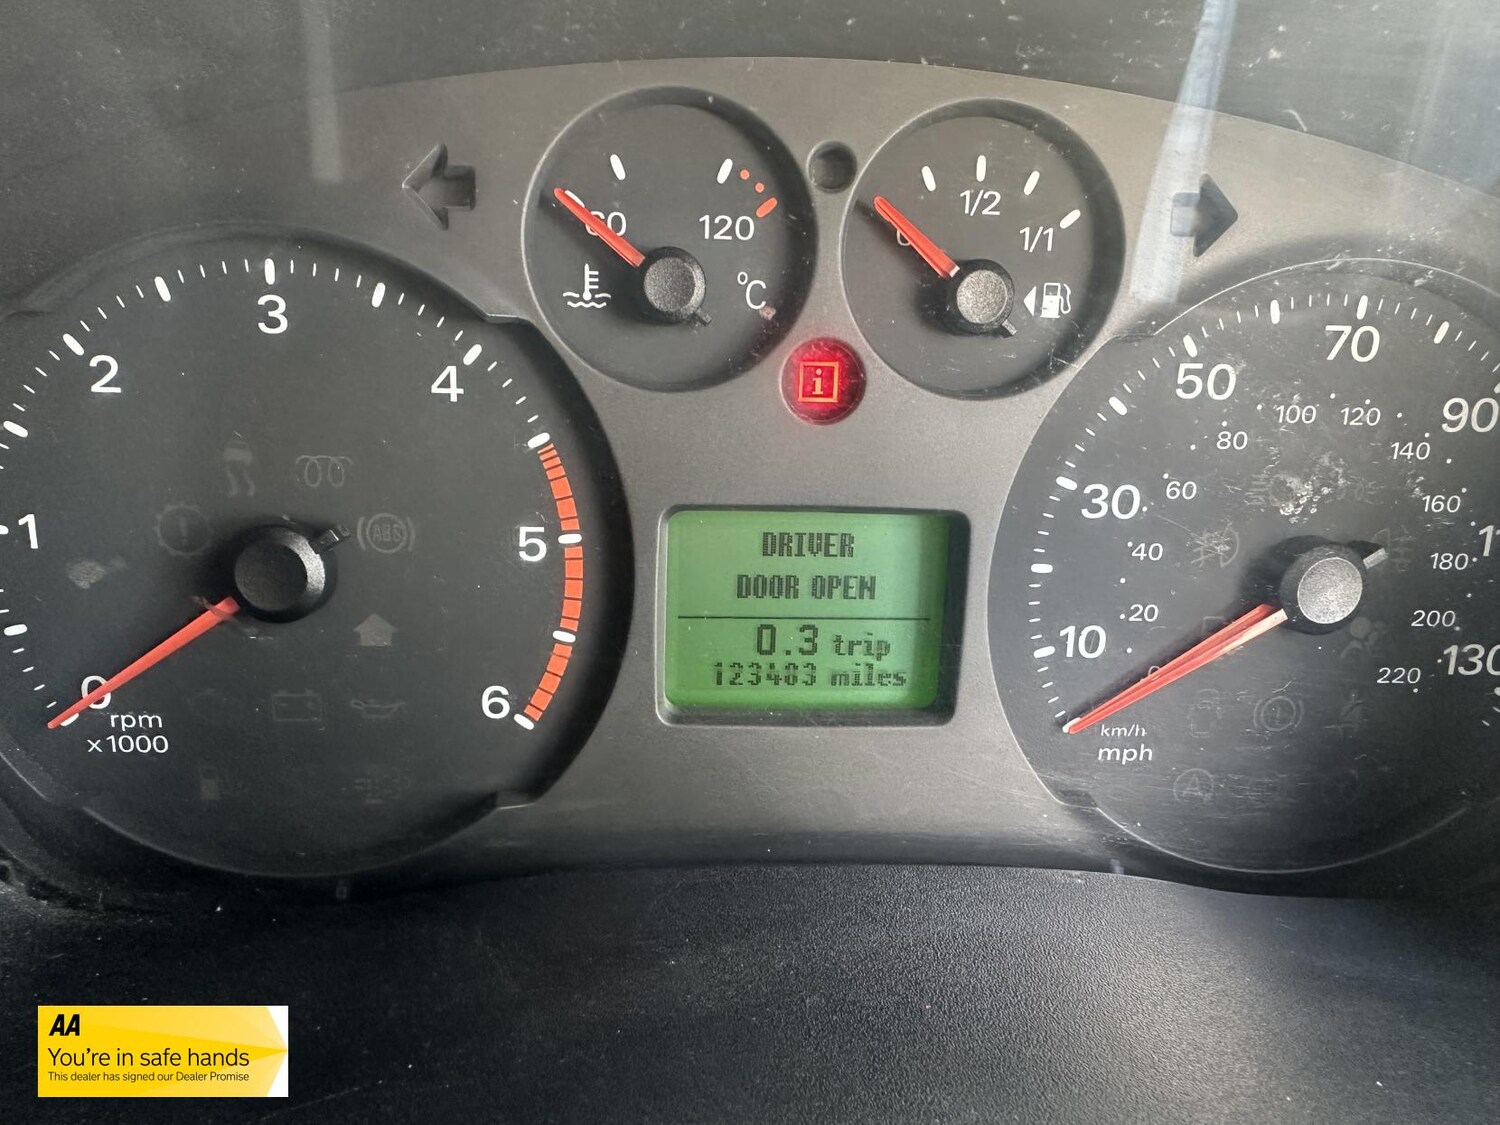 60
120
°C
0
1/2
1/1
0
1
2
3
4
5
6
rpm
x1000
ABS
i
DRIVER
DOOR OPEN
0.3 trip
miles
10
30
50
70
90
130
20
40
60
80
100
120
140
160
180
200
220
km/h
mph
AA
You're in safe hands
This dealer has signed our Dealer Promise